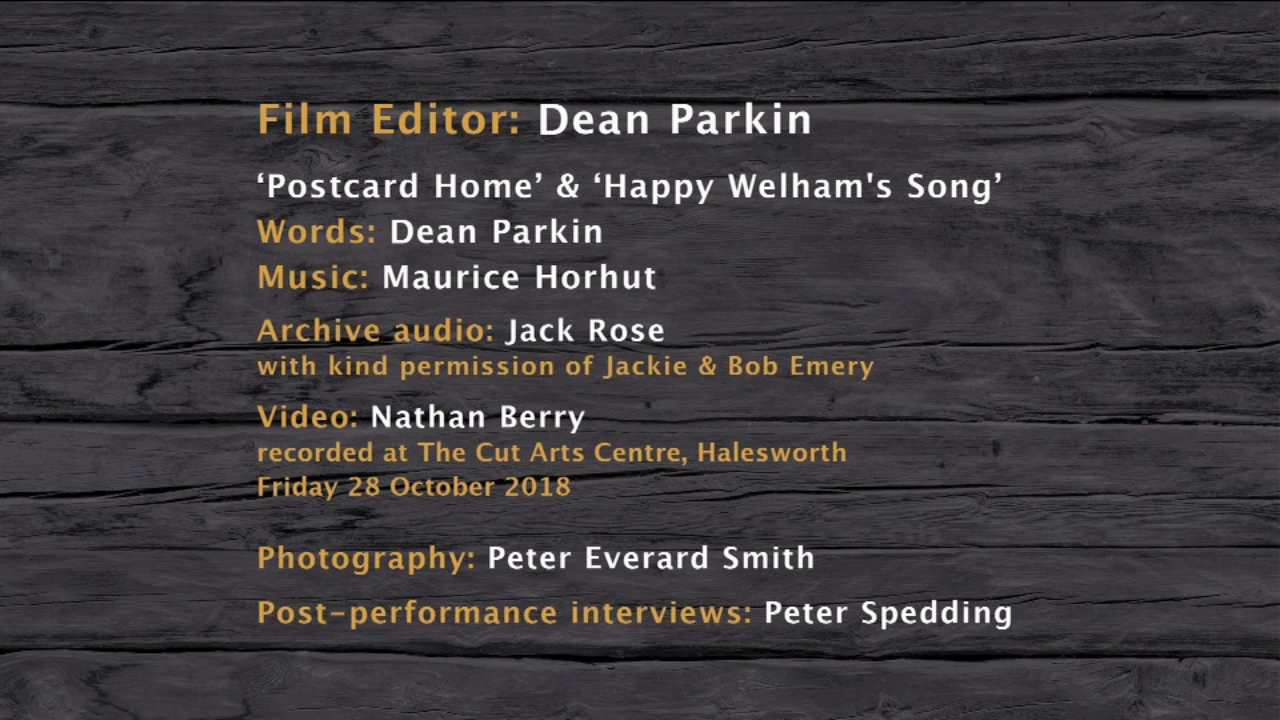 Film Editor: Dean Parkin
‘Postcard Home’ & ‘Happy Welham's Song’
Words: Dean Parkin
Music: Maurice Horhut
Archive audio: Jack Rose
with kind permission of Jackie & Bob Emery
Video: Nathan Berry
recorded at The Cut Arts Centre, Halesworth
Friday 28 October 2018
Photography: Peter Everard Smith
Post-performance interviews: Peter Spedding